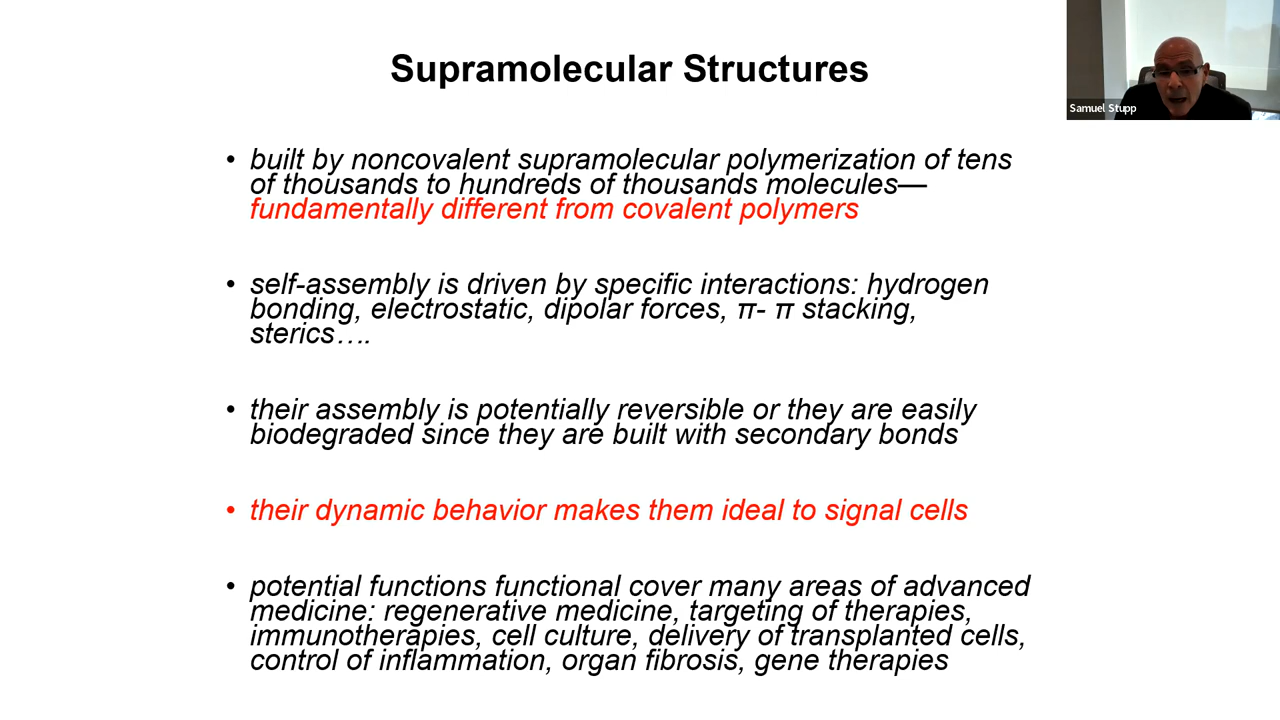 Supramolecular Structures
Samuel Stupp
• built by noncovalent supramolecular polymerization of tens
of thousands to hundreds of thousands molecules—
fundamentally different from covalent polymers
• self-assembly is driven by specific interactions: hydrogen
bonding, electrostatic, dipolar forces, π- π stacking,
sterics….
• their assembly is potentially reversible or they are easily
biodegraded since they are built with secondary bonds
• their dynamic behavior makes them ideal to signal cells
• potential functions functional cover many areas of advanced
medicine: regenerative medicine, targeting of therapies,
immunotherapies, cell culture, delivery of transplanted cells,
control of inflammation, organ fibrosis, gene therapies